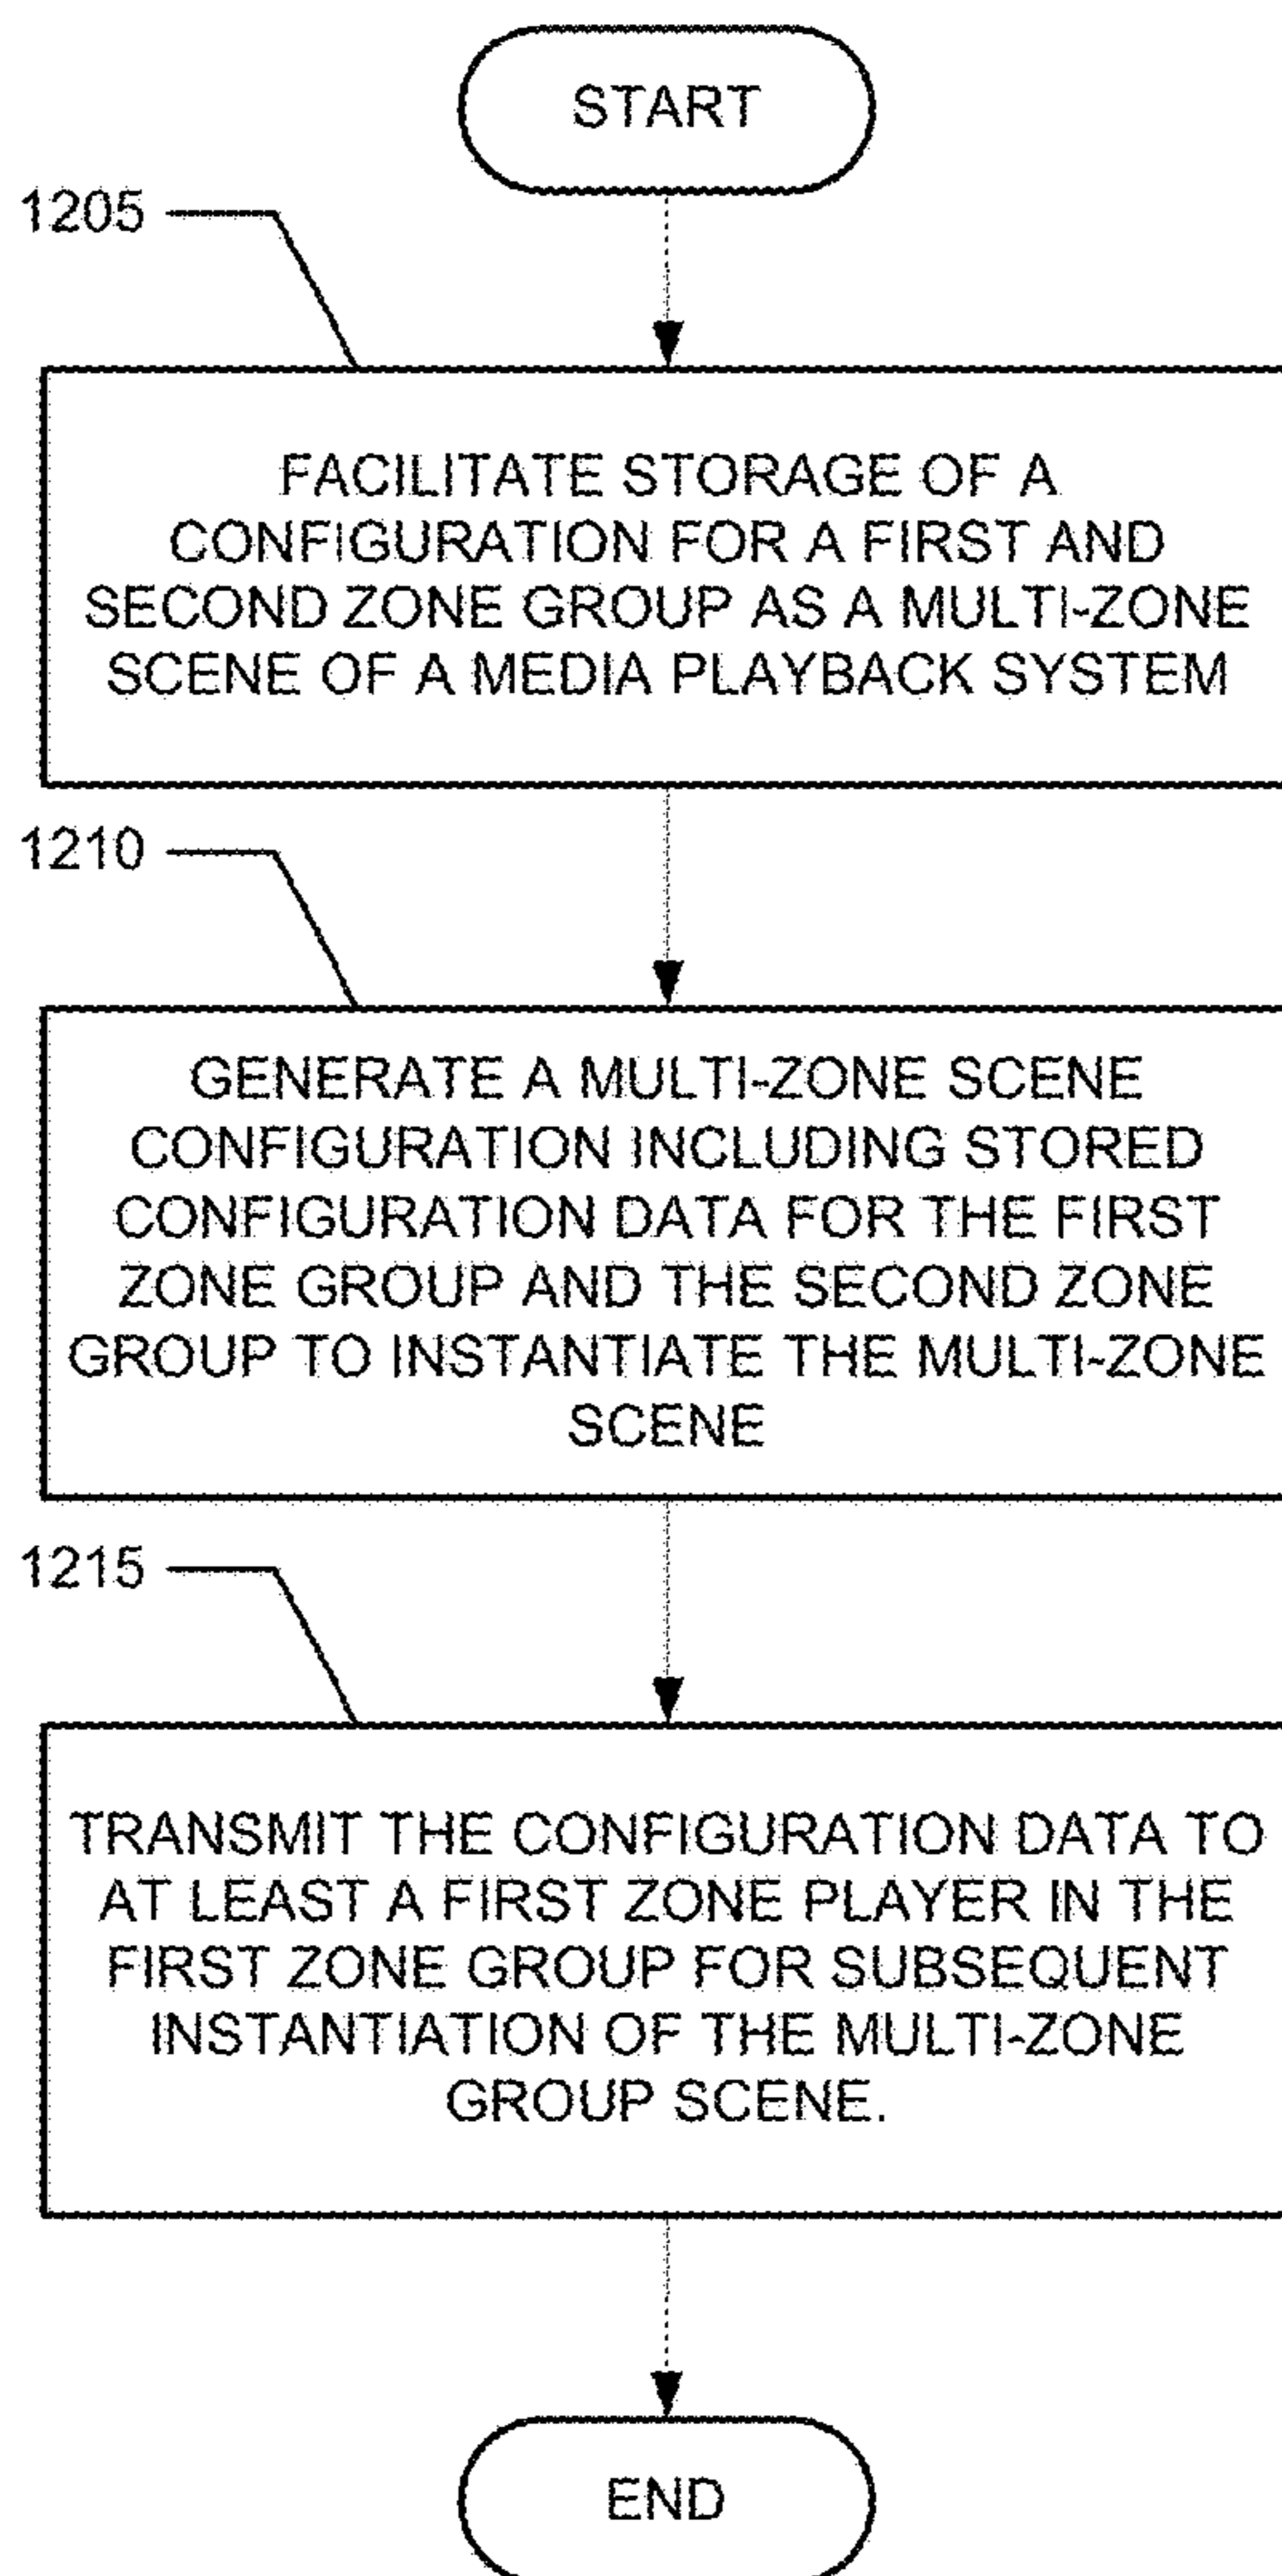 START
1205
FACILITATE STORAGE OF A
CONFIGURATION FOR A FIRST AND
SECOND ZONE GROUP AS A MULTI-ZONE
SCENE OF A MEDIA PLAYBACK SYSTEM
1210
GENERATE A MULTI-ZONE SCENE
CONFIGURATION INCLUDING STORED
CONFIGURATION DATA FOR THE FIRST
ZONE GROUP AND THE SECOND ZONE
GROUP TO INSTANTIATE THE MULTI-ZONE
SCENE
1215
TRANSMIT THE CONFIGURATION DATA TO
AT LEAST A FIRST ZONE PLAYER IN THE
FIRST ZONE GROUP FOR SUBSEQUENT
INSTANTIATION OF THE MULTI-ZONE
GROUP SCENE.
END